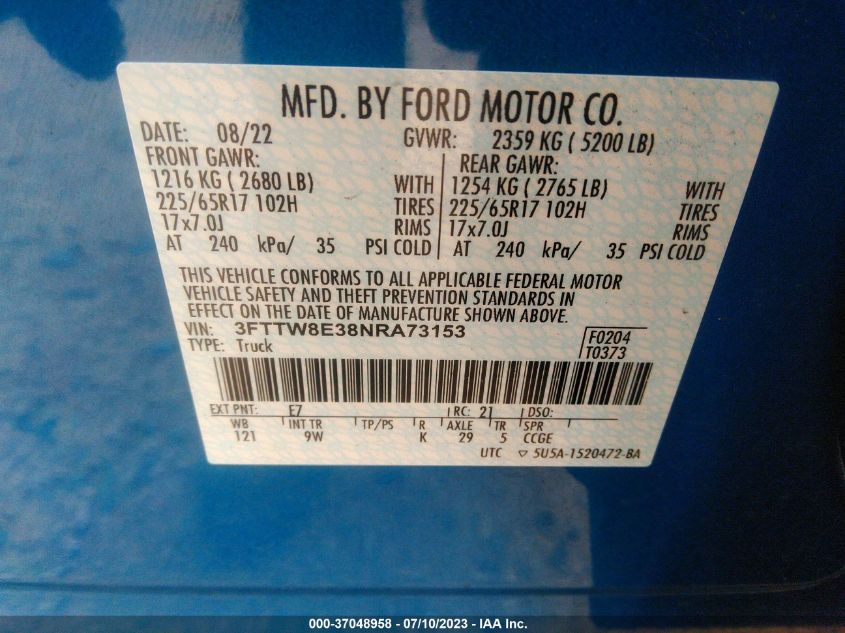 MFD. BY FORD MOTOR CO.
DATE: 08/22 GVWR: 2359 KG ( 5200 LB)
FRONT GAWR: REAR GAWR:
1216 KG ( 2680 LB) WITH 1254 KG ( 2765 LB) WITH
225/65R17 102H TIRES 225/65R17 102H TIRES
17x7.0J RIMS 17x7.0J RIMS
AT 240 kPa/ 35 PSI COLD AT 240 kPa/ 35 PSI COLD
THIS VEHICLE CONFORMS TO ALL APPLICABLE FEDERAL MOTOR
VEHICLE SAFETY AND THEFT PREVENTION STANDARDS IN
EFFECT ON THE DATE OF MANUFACTURE SHOWN ABOVE.
VIN: 3FTTW8E38NRA73153 F0204
TYPE: Truck T0373
EXT PNT: E7 RC: 21 DSO:
WB INT TR TP/PS R AXLE TR SPR
121 9W K 29 5 CCGE
UTC ▽ 5U5A-1520472-BA
000-37048958 - 07/10/2023 - IAA Inc.